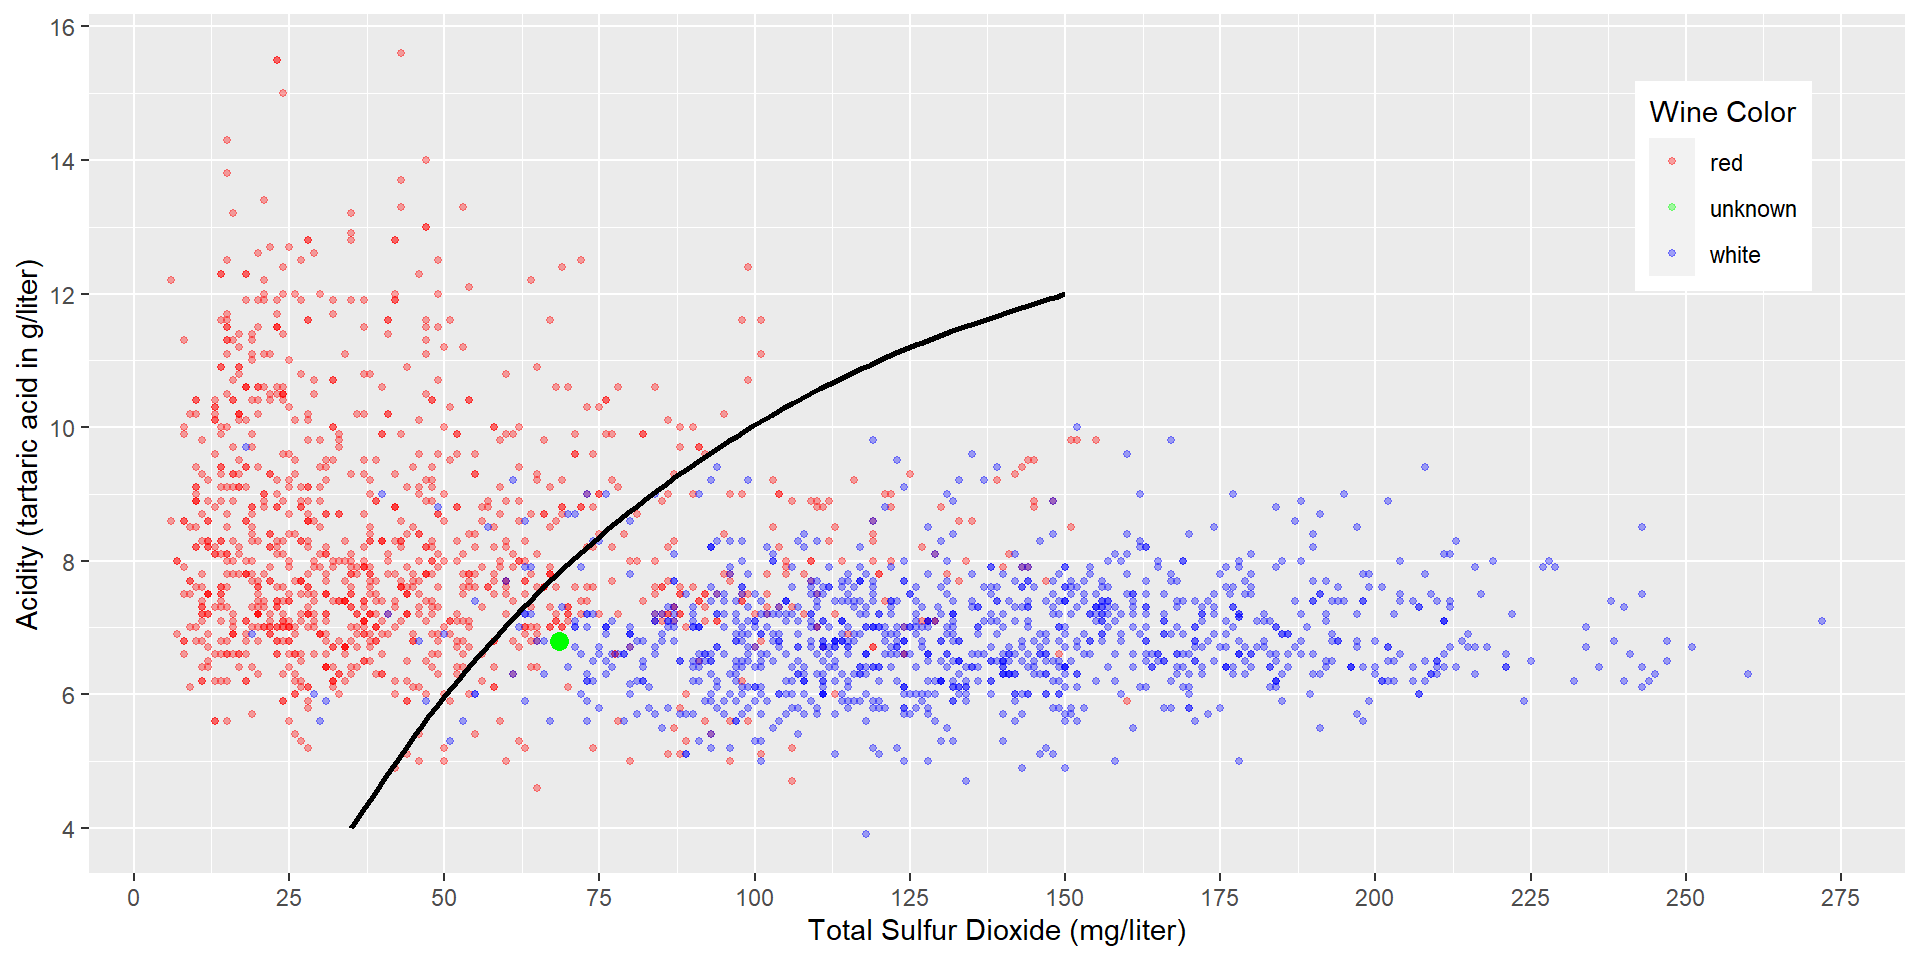 16
14
12
10
8
6
4
Acidity (tartaric acid in g/liter)
Wine Color
red
unknown
white
0 25 50 75 100 125 150 175 200 225 250 275
Total Sulfur Dioxide (mg/liter)